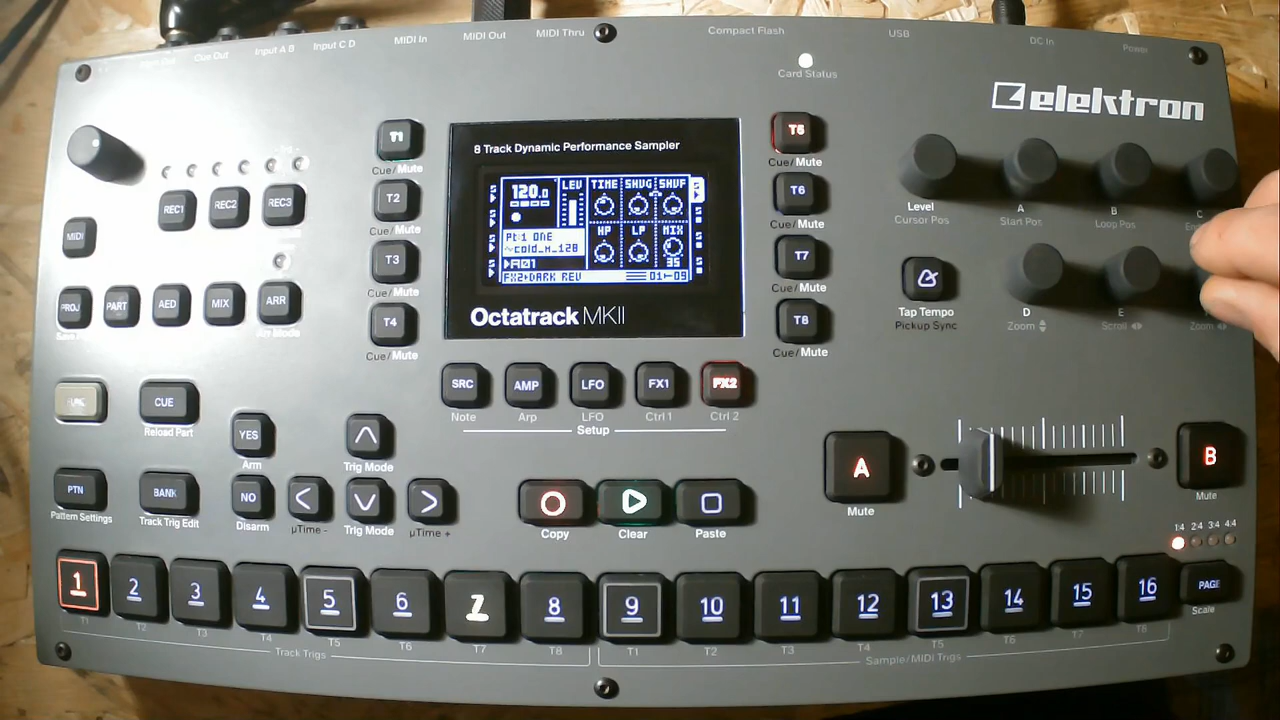 Cue Out Input A B Input C D MIDI In MIDI Out MIDI Thru Compact Flash USB DC In Power
Card Status
elektron
8 Track Dynamic Performance Sampler
120.0 LEV TIME SHVG SHVF
HP LP MIX
Pt:1 ONE
A01 35
FX2 DARK REV 01 09
Octatrack MKII
T1
Cue/Mute
T2
Cue/Mute
T3
Cue/Mute
T4
Cue/Mute
T5
Cue/Mute
T6
Cue/Mute
T7
Cue/Mute
T8
Cue/Mute
REC1 REC2 REC3
MIDI
PROJ PART AED MIX ARR
Level
Cursor Pos
A
Start Pos
B
Loop Pos
C
Tap Tempo
Pickup Sync
D
Zoom
E
Scroll
Zoom
SRC AMP LFO FX1 FX2
Note Arp LFO Ctrl 1 Ctrl 2
Setup
FUNC CUE
Reload Part
YES
Arm
Trig Mode
PTN BANK NO
Pattern Settings Track Trig Edit Disarm µTime - Trig Mode µTime +
Copy Clear Paste
A
Mute
B
Mute
1:4 2:4 3:4 4:4
1 2 3 4 5 6 7 8 9 10 11 12 13 14 15 16
PAGE
Scale
T1 T2 T3 T4 T5 T6 T7 T8 T1 T2 T3 T4 T5 T6 T7 T8
Track Trigs Sample/MIDI Trigs